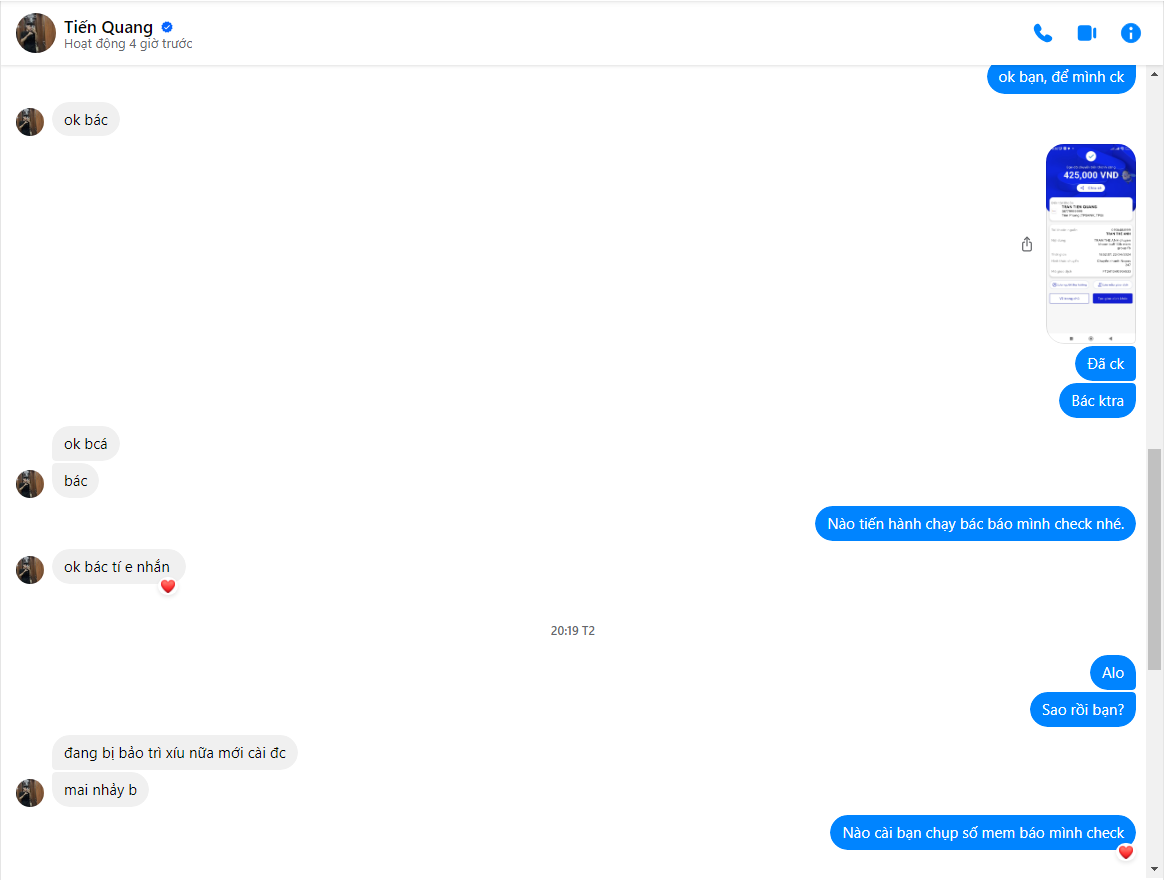 Tiến Quang
Hoạt động 4 giờ trước
ok bạn, để mình ck
ok bác
425,000 VND
TRAN TIEN QUANG
TRAN THE ANH
Đã ck
Bác ktra
ok bcá
bác
Nào tiến hành chạy bác báo mình check nhé.
ok bác tí e nhắn
20:19 T2
Alo
Sao rồi bạn?
đang bị bảo trì xíu nữa mới cài đc
mai nhảy b
Nào cài bạn chụp số mem báo mình check